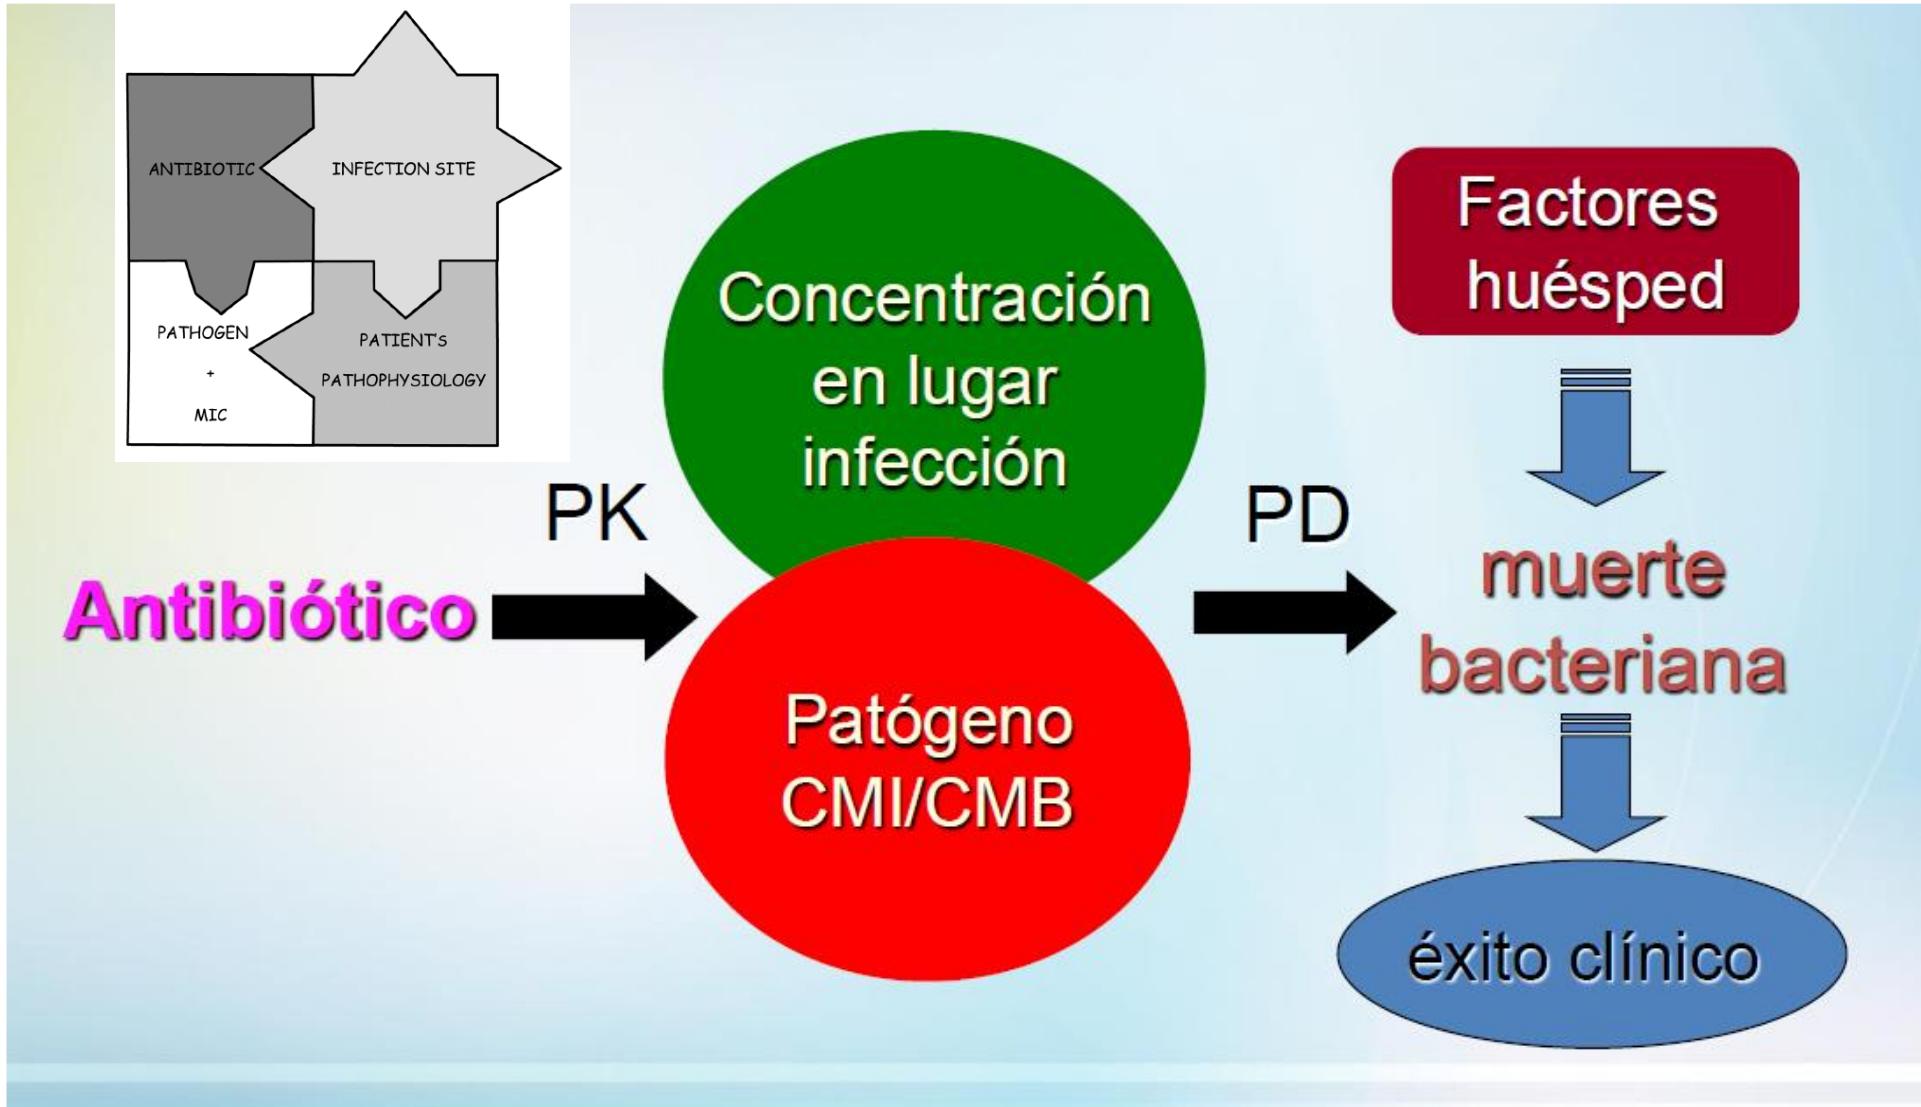 ANTIBIOTIC
INFECTION SITE
PATHOGEN
+
MIC
PATIENT'S
PATHOPHYSIOLOGY
Antibiótico
PK
Concentración
en lugar
infección
Patógeno
CMI/CMB
PD
Factores
huésped
muerte
bacteriana
éxito clínico